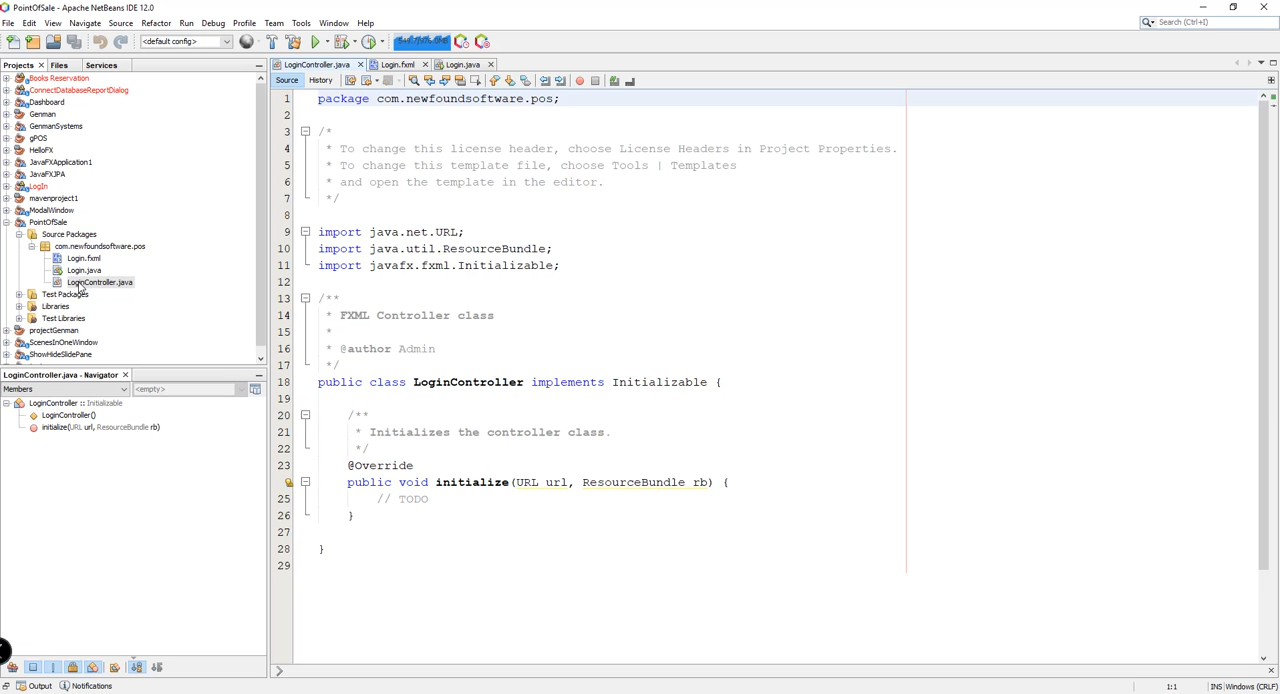 PointOfSale - Apache NetBeans IDE 12.0
File Edit View Navigate Source Refactor Run Debug Profile Team Tools Window Help
Search (Ctrl+I)
<default config>
Projects Files Services
LoginController.java Login.fxml Login.java
Source History
Books Reservation
ConnectDatabaseReportDialog
Dashboard
Genman
GenmanSystems
gPOS
HelloFX
JavaFXApplication1
JavaFXJPA
LogIn
mavenproject1
ModalWindow
PointOfSale
Source Packages
com.newfoundsoftware.pos
Login.fxml
Login.java
LoginController.java
Test Packages
Libraries
Test Libraries
projectGenman
ScenesInOneWindow
ShowHideSlidePane
LoginController.java - Navigator
Members <empty>
LoginController :: Initializable
LoginController()
initialize(URL url, ResourceBundle rb)
1 package com.newfoundsoftware.pos;
2
3 /*
4 * To change this license header, choose License Headers in Project Properties.
5 * To change this template file, choose Tools | Templates
6 * and open the template in the editor.
7 */
8
9 import java.net.URL;
10 import java.util.ResourceBundle;
11 import javafx.fxml.Initializable;
12
13 /**
14 * FXML Controller class
15 *
16 * @author Admin
17 */
18 public class LoginController implements Initializable {
19
20 /**
21 * Initializes the controller class.
22 */
23 @Override
public void initialize(URL url, ResourceBundle rb) {
25 // TODO
26 }
27
28 }
29
Output Notifications
1:1 INS Windows (CRLF)